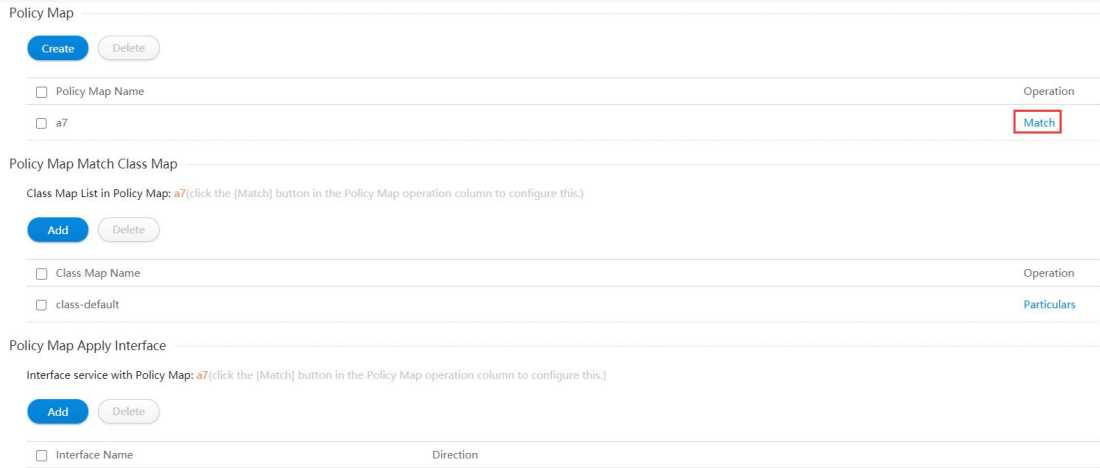 Policy Map
Create Delete
Policy Map Name Operation
a7 Match
Policy Map Match Class Map
Class Map List in Policy Map: a7(click the [Match] button in the Policy Map operation column to configure this.)
Add Delete
Class Map Name Operation
class-default Particulars
Policy Map Apply Interface
Interface service with Policy Map: a7(click the [Match] button in the Policy Map operation column to configure this.)
Add Delete
Interface Name Direction